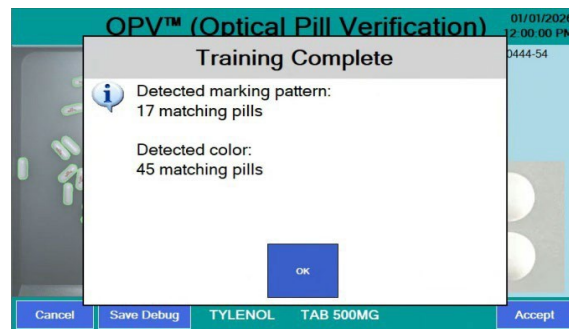 OPV™ (Optical Pill Verification)
01/01/2026
12:00:00 PM
0444-54
Training Complete
Detected marking pattern:
17 matching pills
Detected color:
45 matching pills
OK
Cancel
Save Debug
TYLENOL TAB 500MG
Accept